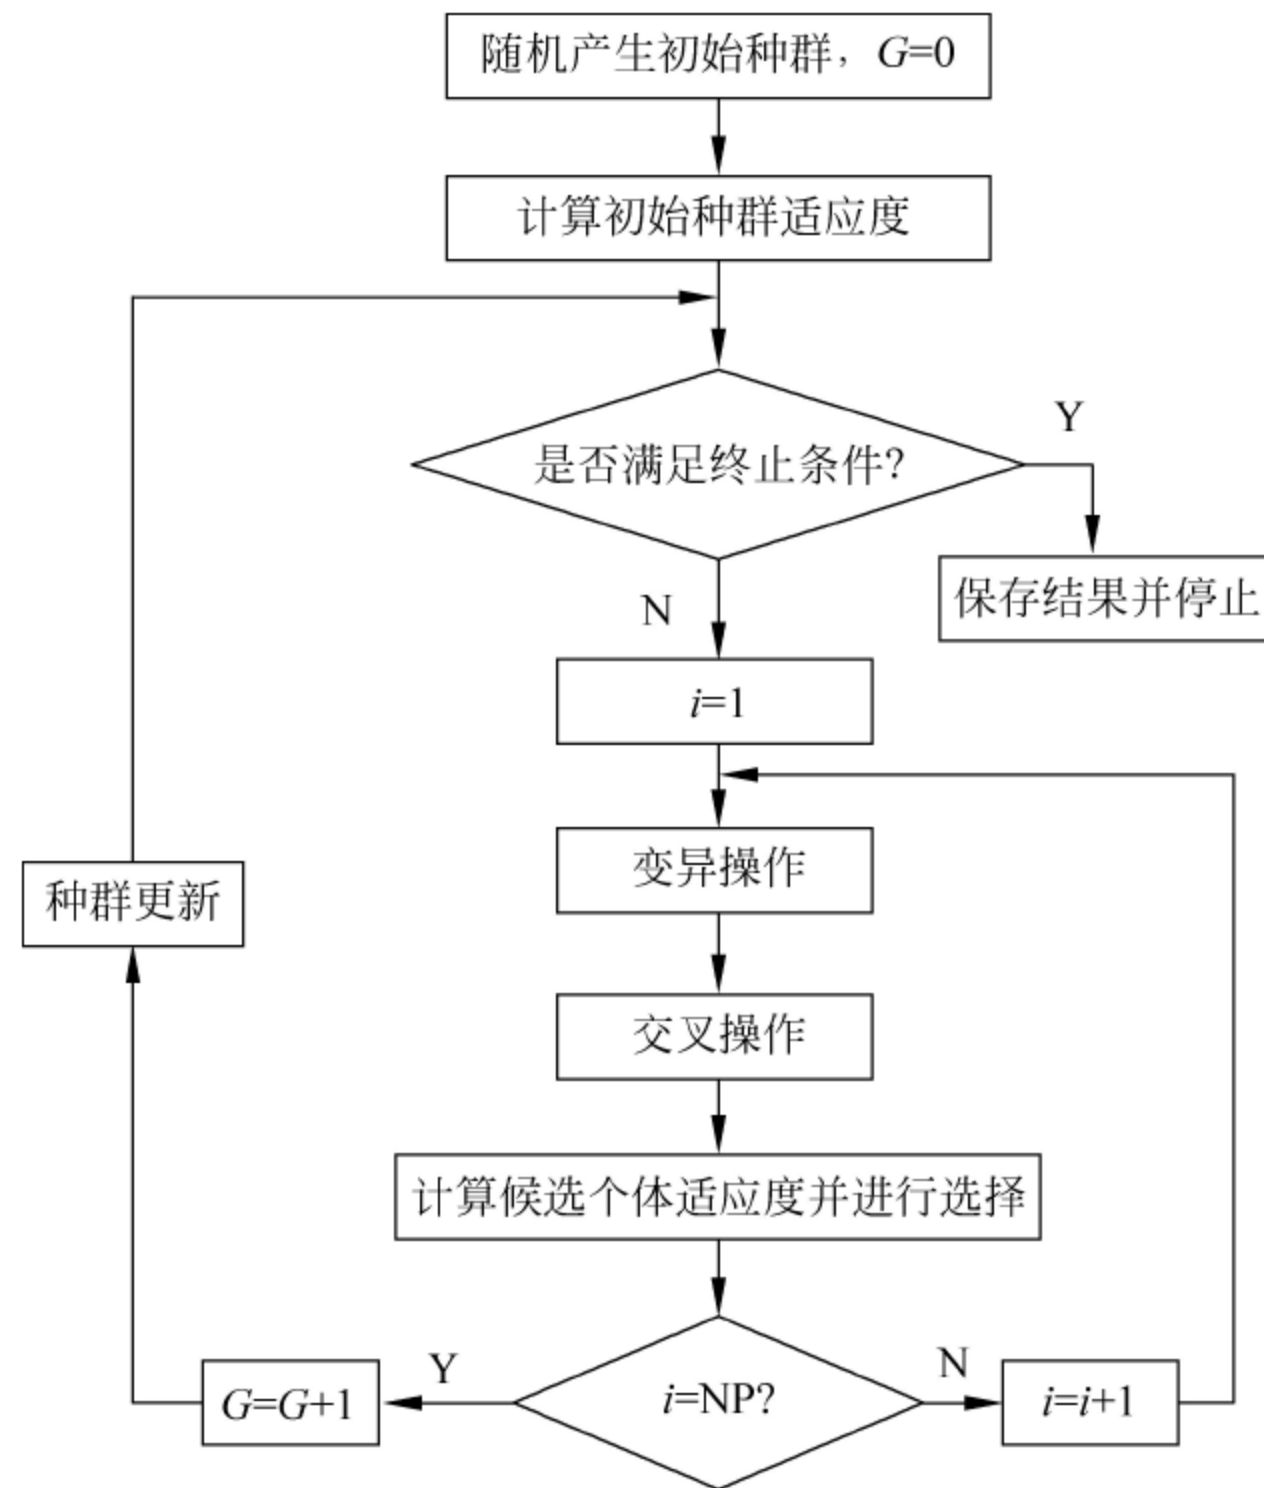 随机产生初始种群，G=0
计算初始种群适应度
是否满足终止条件?
Y
保存结果并停止
N
i=1
变异操作
种群更新
交叉操作
计算候选个体适应度并进行选择
G=G+1
Y
i=NP?
N
i=i+1